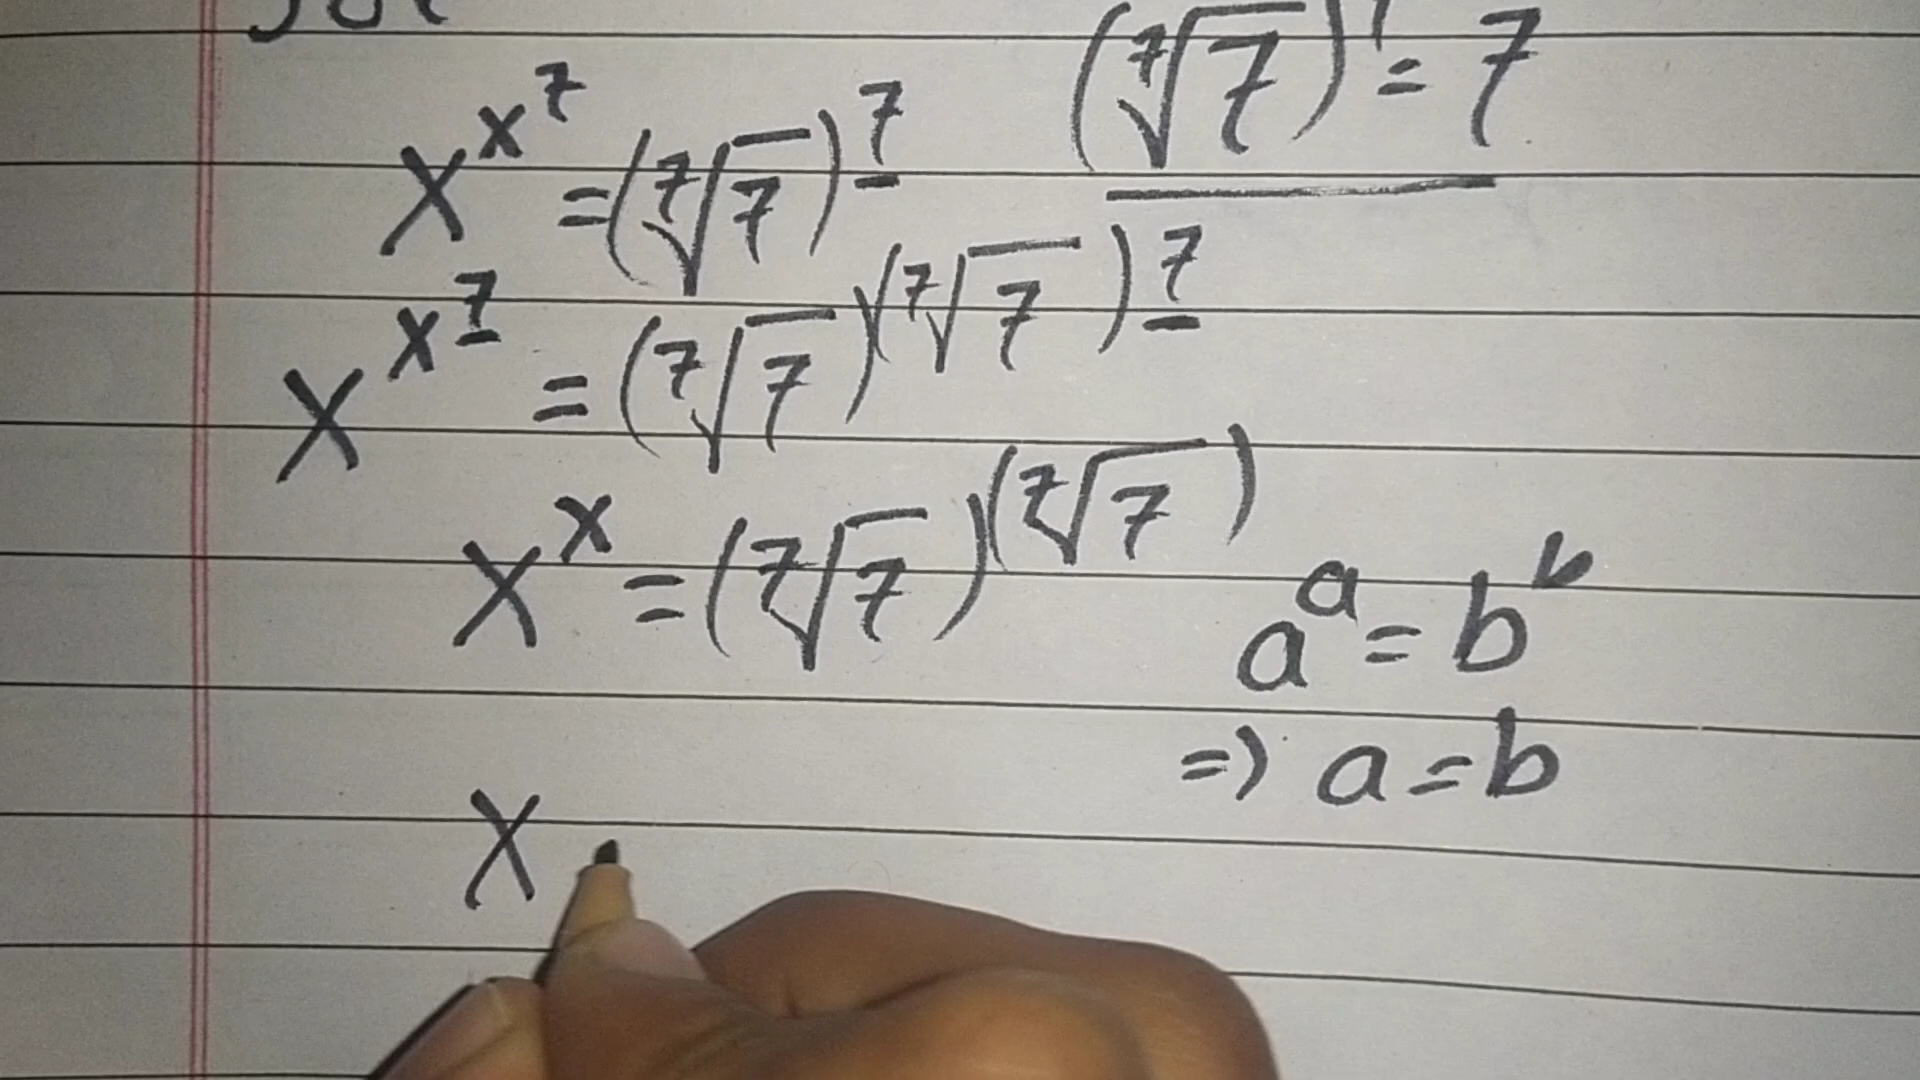 (⁷√7)⁷ = 7
x^x^7 = (⁷√7)^7
x^x^7 = (⁷√7)^(⁷√7)^7
x^x = (⁷√7)^(⁷√7)
a^a = b^b
=> a = b
x